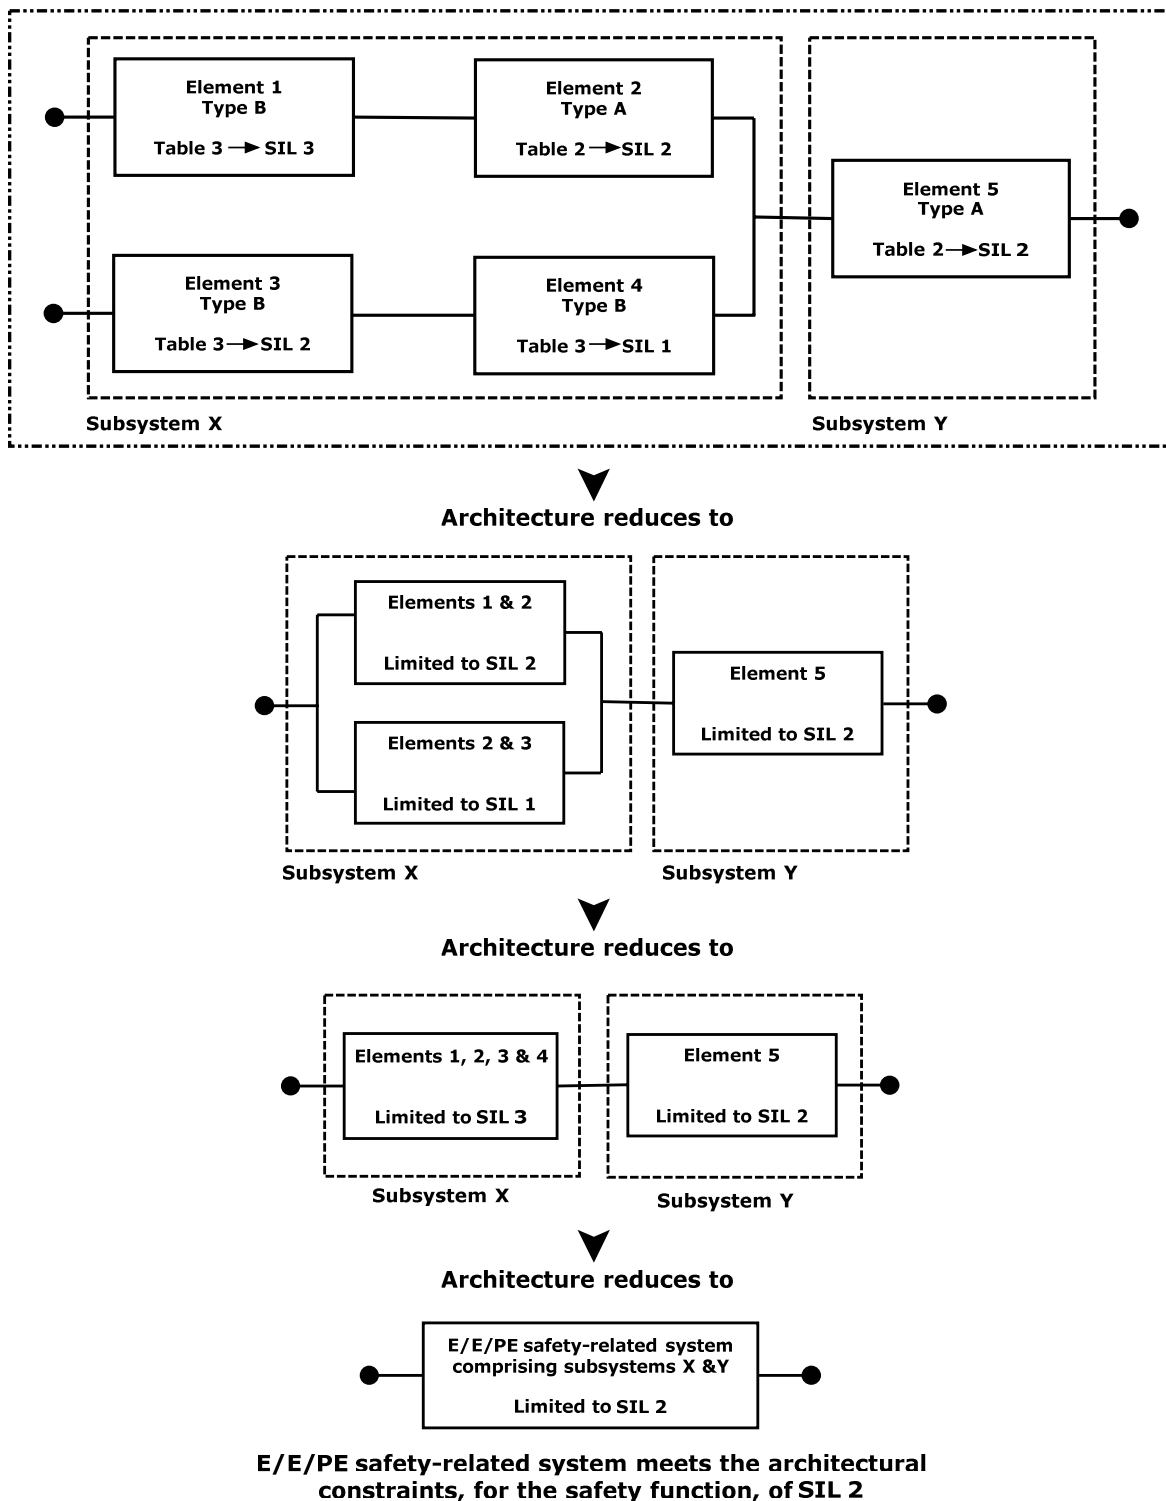 Element 1
Type B
Table 3 → SIL 3
Element 2
Type A
Table 2 → SIL 2
Element 3
Type B
Table 3 → SIL 2
Element 4
Type B
Table 3 → SIL 1
Element 5
Type A
Table 2 → SIL 2
Subsystem X
Subsystem Y
Architecture reduces to
Elements 1 & 2
Limited to SIL 2
Elements 2 & 3
Limited to SIL 1
Element 5
Limited to SIL 2
Subsystem X
Subsystem Y
Architecture reduces to
Elements 1, 2, 3 & 4
Limited to SIL 3
Element 5
Limited to SIL 2
Subsystem X
Subsystem Y
Architecture reduces to
E/E/PE safety-related system
comprising subsystems X &Y
Limited to SIL 2
E/E/PE safety-related system meets the architectural
constraints, for the safety function, of SIL 2